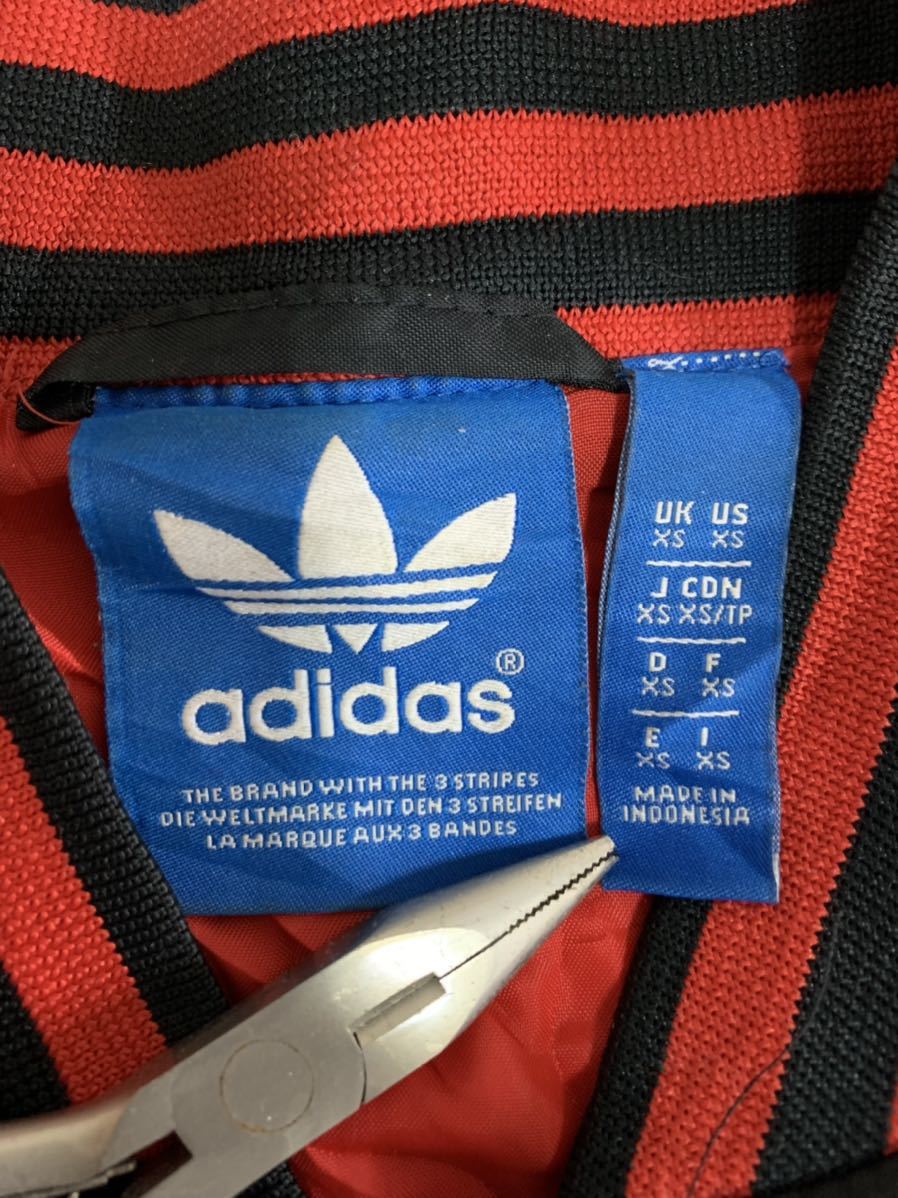 adidas®
THE BRAND WITH THE 3 STRIPES
DIE WELTMARKE MIT DEN 3 STREIFEN
LA MARQUE AUX 3 BANDES
UK US
XS XS
J CDN
XS XS/TP
D F
XS XS
E I
XS XS
MADE IN
INDONESIA